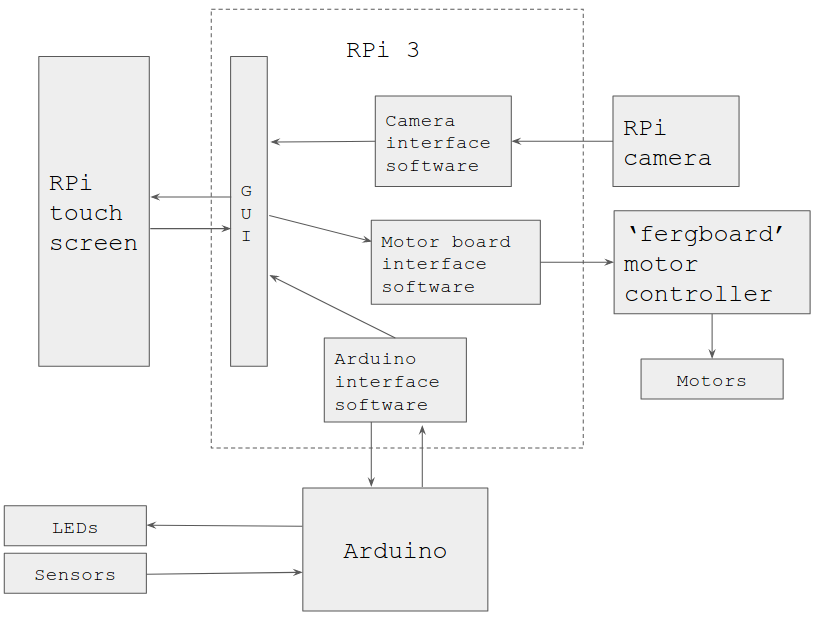 RPi 3
RPi
touch
screen
G
U
I
Camera
interface
software
RPi
camera
Motor board
interface
software
‘fergboard’
motor
controller
Arduino
interface
software
Motors
LEDs
Sensors
Arduino